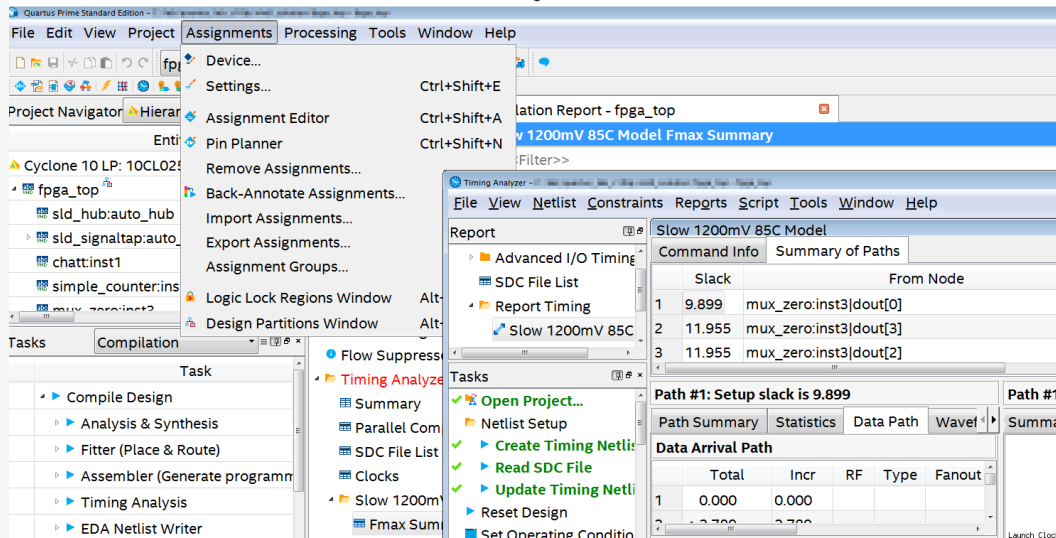 Quartus Prime Standard Edition -
File Edit View Project Assignments Processing Tools Window Help
Device...
Settings... Ctrl+Shift+E
Assignment Editor Ctrl+Shift+A
Pin Planner Ctrl+Shift+N
Remove Assignments...
Back-Annotate Assignments...
Import Assignments...
Export Assignments...
Assignment Groups...
Logic Lock Regions Window Alt+
Design Partitions Window Alt+
Project Navigator Hierar
Enti
Cyclone 10 LP: 10CL025
fpga_top
sld_hub:auto_hub
sld_signaltap:auto_
chatt:inst1
simple_counter:ins
Tasks Compilation
Task
Compile Design
Analysis & Synthesis
Fitter (Place & Route)
Assembler (Generate programm
Timing Analysis
EDA Netlist Writer
lation Report - fpga_top
w 1200mV 85C Model Fmax Summary
<Filter>>
Flow Suppresse
Timing Analyze
Summary
Parallel Com
SDC File List
Clocks
Slow 1200mV
Fmax Sum
Timing Analyzer -
File View Netlist Constraints Reports Script Tools Window Help
Report
Advanced I/O Timing
SDC File List
Report Timing
Slow 1200mV 85C
Tasks
Open Project...
Netlist Setup
Create Timing Netlis
Read SDC File
Update Timing Netli
Reset Design
Set Operating Conditio
Slow 1200mV 85C Model
Command Info Summary of Paths
Slack From Node
1 9.899 mux_zero:inst3|dout[0]
2 11.955 mux_zero:inst3|dout[3]
3 11.955 mux_zero:inst3|dout[2]
Path #1: Setup slack is 9.899
Path Summary Statistics Data Path Wavef
Data Arrival Path
Total Incr RF Type Fanout
1 0.000 0.000
Path #1
Summa
Launch Cloc